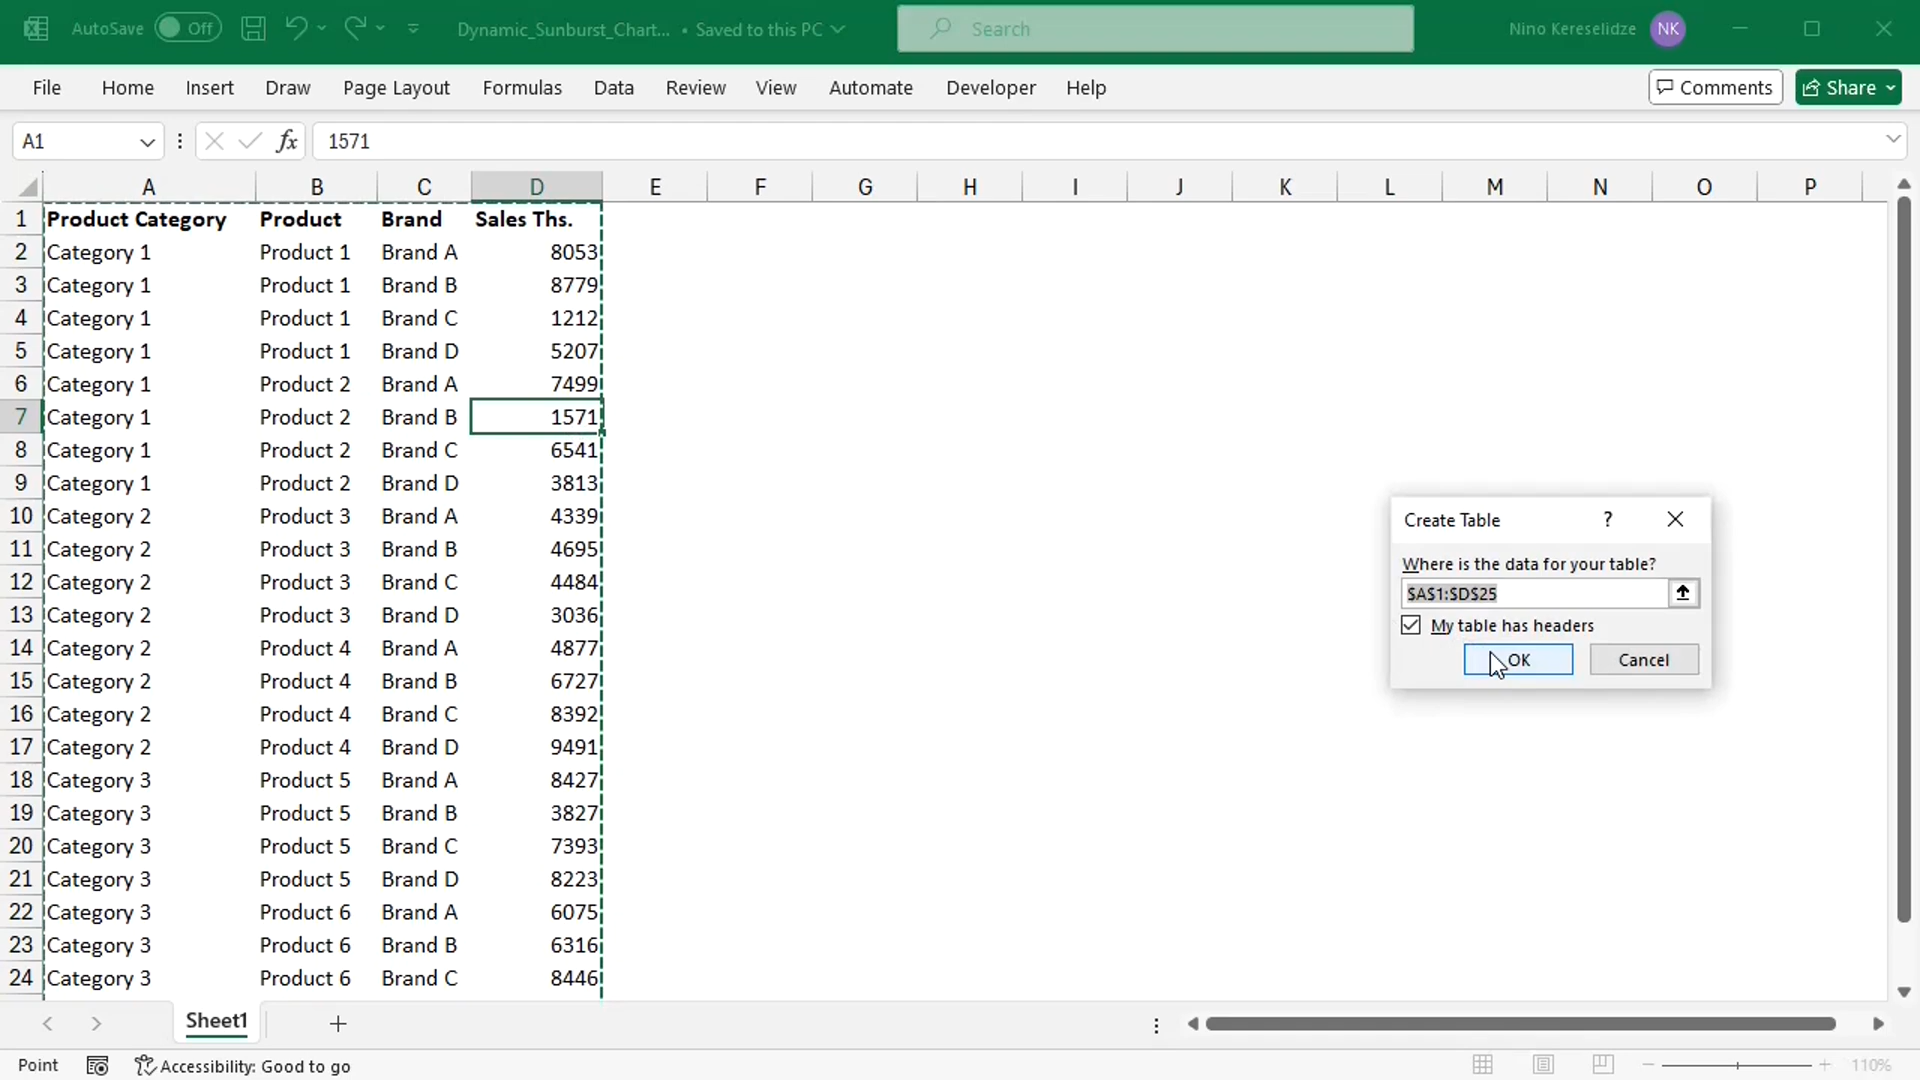 AutoSave Off Dynamic_Sunburst_Chart... • Saved to this PC Search Nino Kereselidze NK
File Home Insert Draw Page Layout Formulas Data Review View Automate Developer Help Comments Share
A1 fx 1571
A B C D E F G H I J K L M N O P
1 Product Category Product Brand Sales Ths.
2 Category 1 Product 1 Brand A 8053
3 Category 1 Product 1 Brand B 8779
4 Category 1 Product 1 Brand C 1212
5 Category 1 Product 1 Brand D 5207
6 Category 1 Product 2 Brand A 7499
7 Category 1 Product 2 Brand B 1571
8 Category 1 Product 2 Brand C 6541
9 Category 1 Product 2 Brand D 3813
10 Category 2 Product 3 Brand A 4339
11 Category 2 Product 3 Brand B 4695
12 Category 2 Product 3 Brand C 4484
13 Category 2 Product 3 Brand D 3036
14 Category 2 Product 4 Brand A 4877
15 Category 2 Product 4 Brand B 6727
16 Category 2 Product 4 Brand C 8392
17 Category 2 Product 4 Brand D 9491
18 Category 3 Product 5 Brand A 8427
19 Category 3 Product 5 Brand B 3827
20 Category 3 Product 5 Brand C 7393
21 Category 3 Product 5 Brand D 8223
22 Category 3 Product 6 Brand A 6075
23 Category 3 Product 6 Brand B 6316
24 Category 3 Product 6 Brand C 8446
Create Table ?
Where is the data for your table?
$A$1:$D$25
My table has headers
OK Cancel
Sheet1
Point Accessibility: Good to go 110%